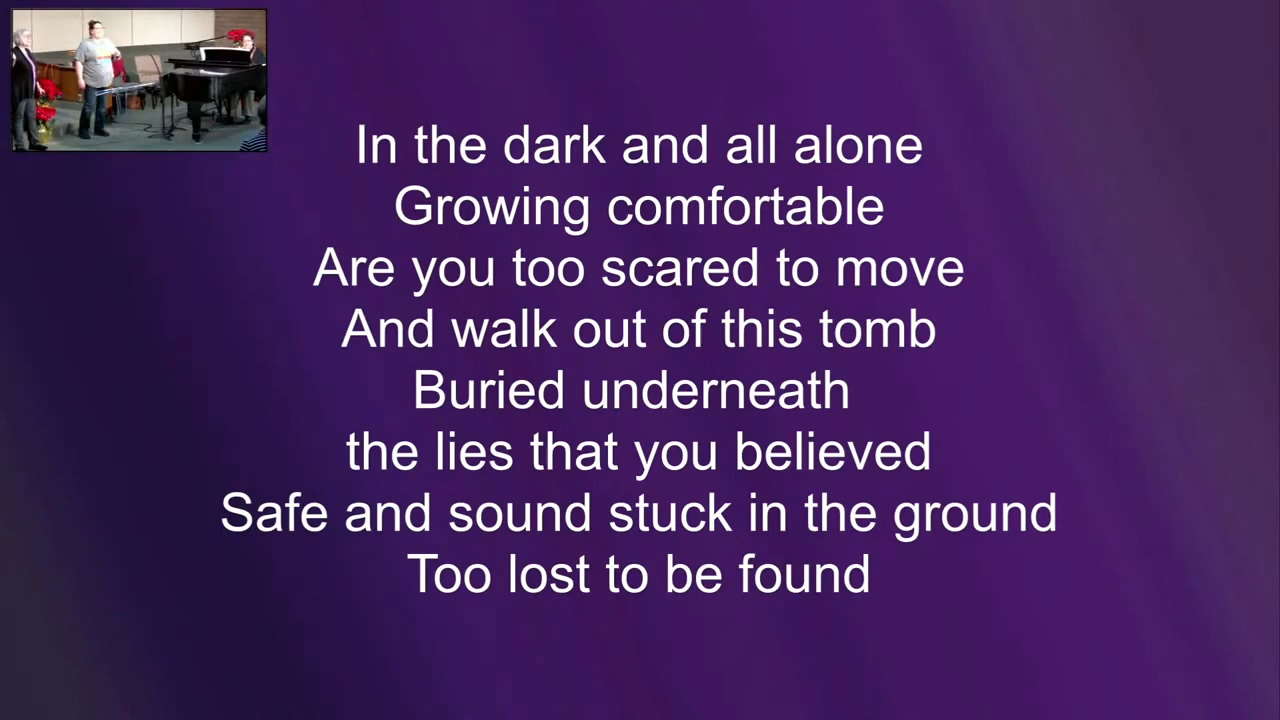 In the dark and all alone
Growing comfortable
Are you too scared to move
And walk out of this tomb
Buried underneath
the lies that you believed
Safe and sound stuck in the ground
Too lost to be found